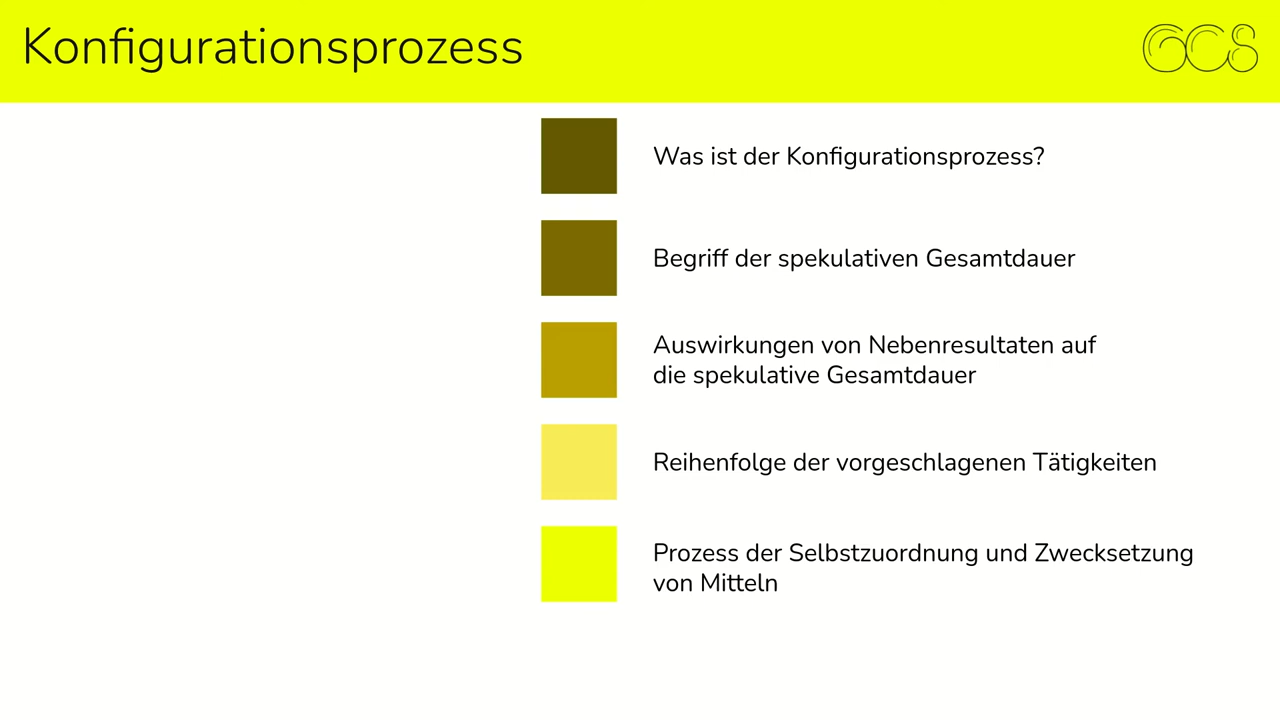 Konfigurationsprozess
GCS
Was ist der Konfigurationsprozess?
Begriff der spekulativen Gesamtdauer
Auswirkungen von Nebenresultaten auf
die spekulative Gesamtdauer
Reihenfolge der vorgeschlagenen Tätigkeiten
Prozess der Selbstzuordnung und Zwecksetzung
von Mitteln